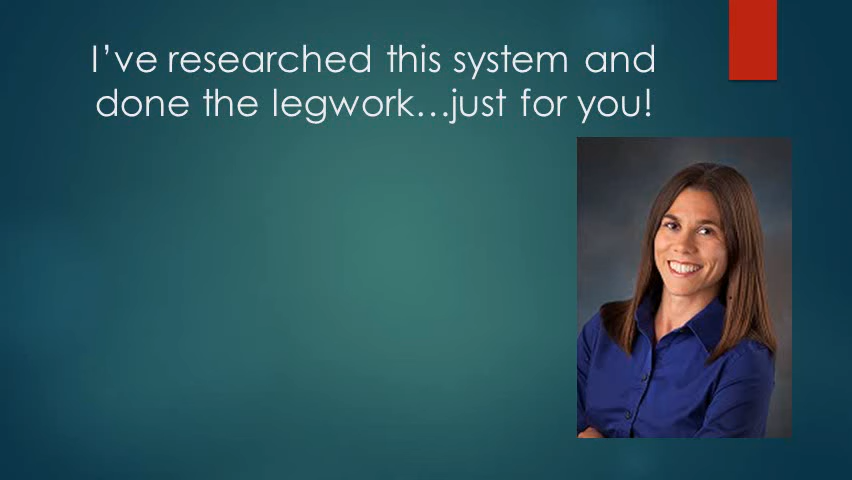 I’ve researched this system and
done the legwork…just for you!